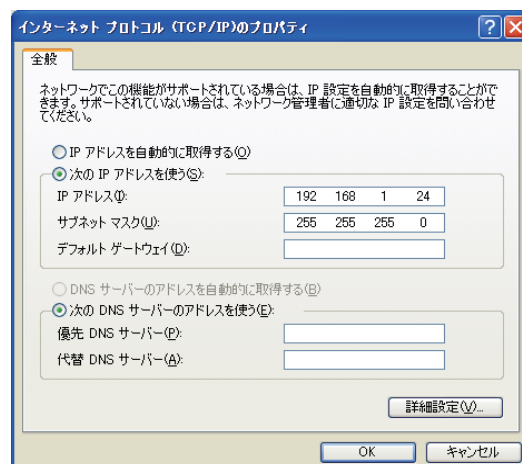 インターネット プロトコル (TCP/IP)のプロパティ
全般
ネットワークでこの機能がサポートされている場合は、IP 設定を自動的に取得することがで
きます。サポートされていない場合は、ネットワーク管理者に適切な IP 設定を問い合わせ
てください。
IP アドレスを自動的に取得する(O)
次の IP アドレスを使う(S):
IP アドレス(I): 192 168 1 24
サブネット マスク(U): 255 255 255 0
デフォルト ゲートウェイ(D):
DNS サーバーのアドレスを自動的に取得する(B)
次の DNS サーバーのアドレスを使う(E):
優先 DNS サーバー(P):
代替 DNS サーバー(A):
詳細設定(V)...
OK キャンセル